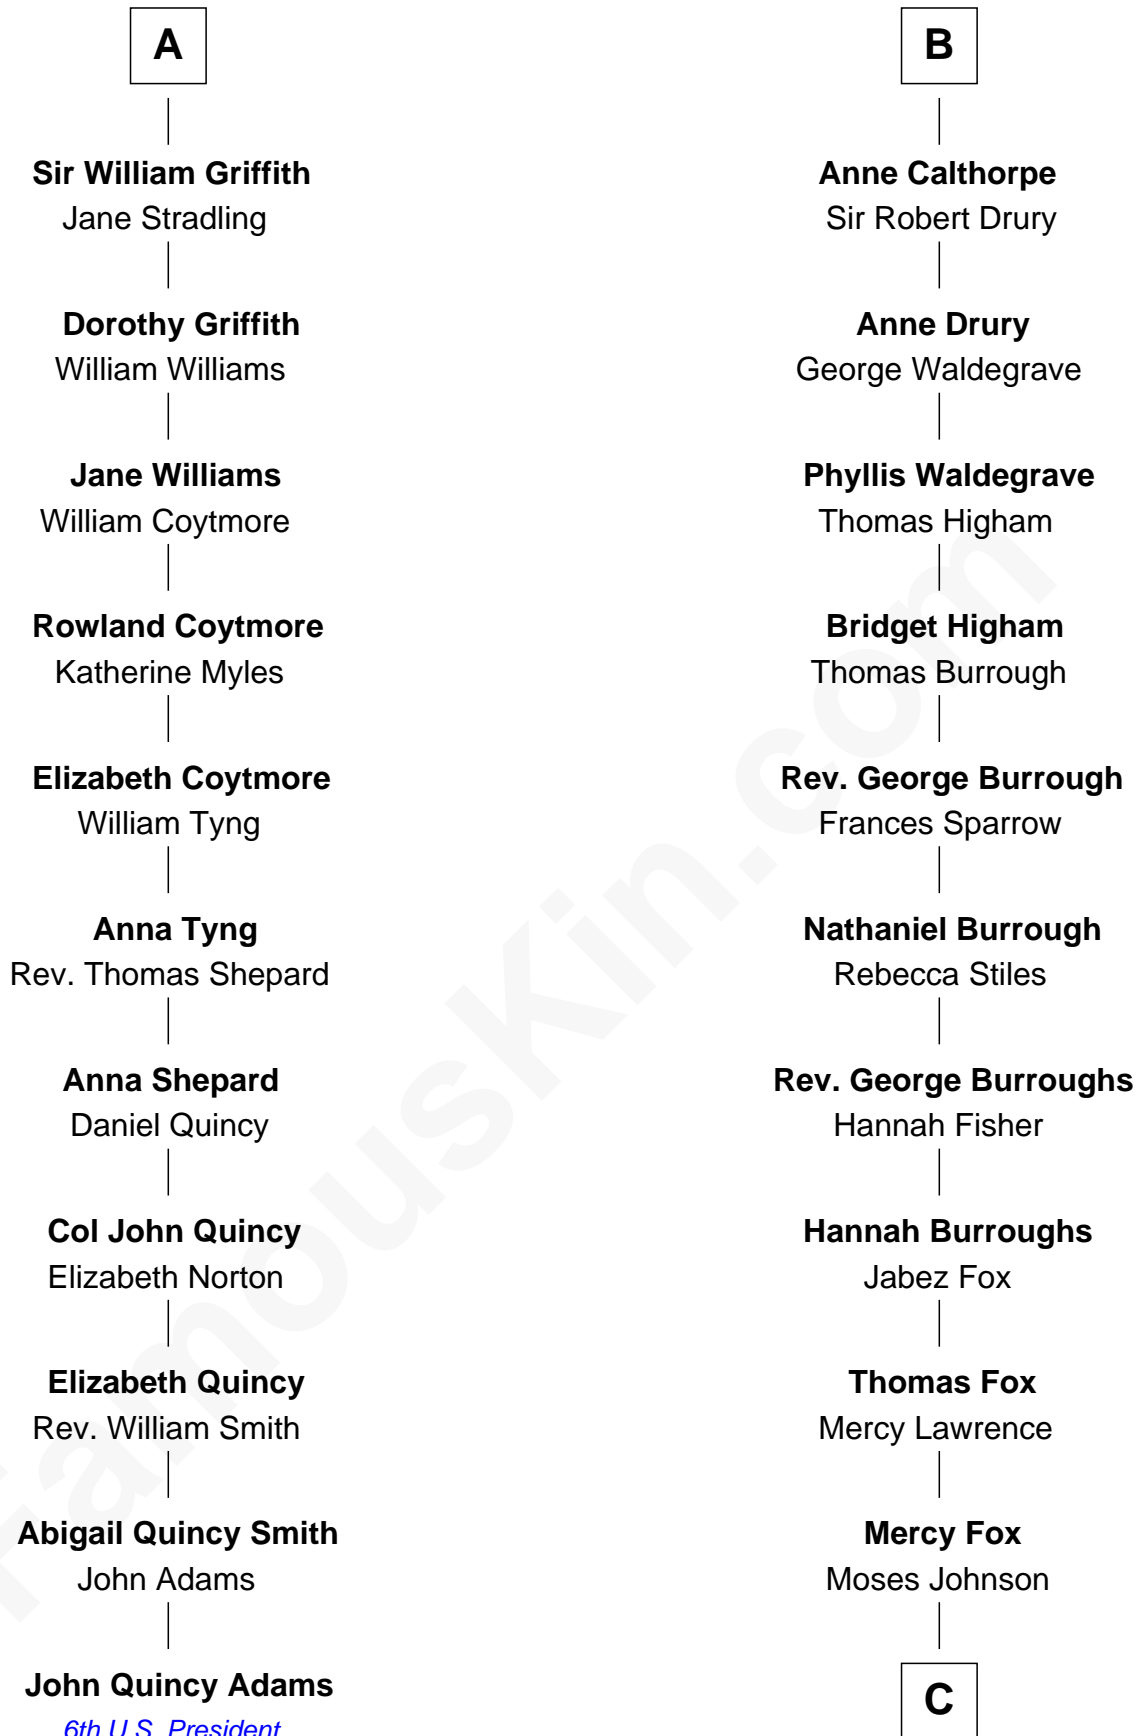 A
Sir William Griffith
Jane Stradling
Dorothy Griffith
William Williams
Jane Williams
William Coytmore
Rowland Coytmore
Katherine Myles
Elizabeth Coytmore
William Tyng
Anna Tyng
Rev. Thomas Shepard
Anna Shepard
Daniel Quincy
Col John Quincy
Elizabeth Norton
Elizabeth Quincy
Rev. William Smith
Abigail Quincy Smith
John Adams
John Quincy Adams
6th U.S. President
B
Anne Calthorpe
Sir Robert Drury
Anne Drury
George Waldegrave
Phyllis Waldegrave
Thomas Higham
Bridget Higham
Thomas Burrough
Rev. George Burrough
Frances Sparrow
Nathaniel Burrough
Rebecca Stiles
Rev. George Burroughs
Hannah Fisher
Hannah Burroughs
Jabez Fox
Thomas Fox
Mercy Lawrence
Mercy Fox
Moses Johnson
C
FamousKin.com